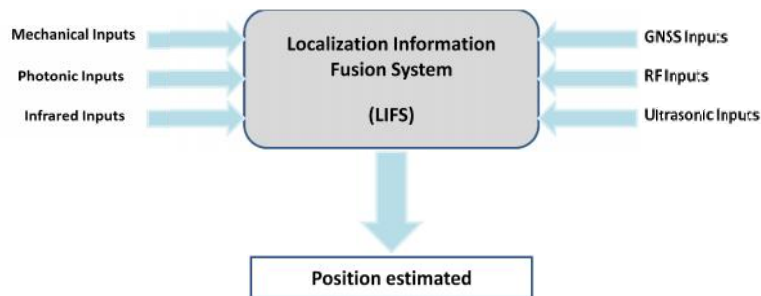 Mechanical Inputs
Photonic Inputs
Infrared Inputs
Localization Information
Fusion System
(LIFS)
GNSS Inputs
RF Inputs
Ultrasonic Inputs
Position estimated